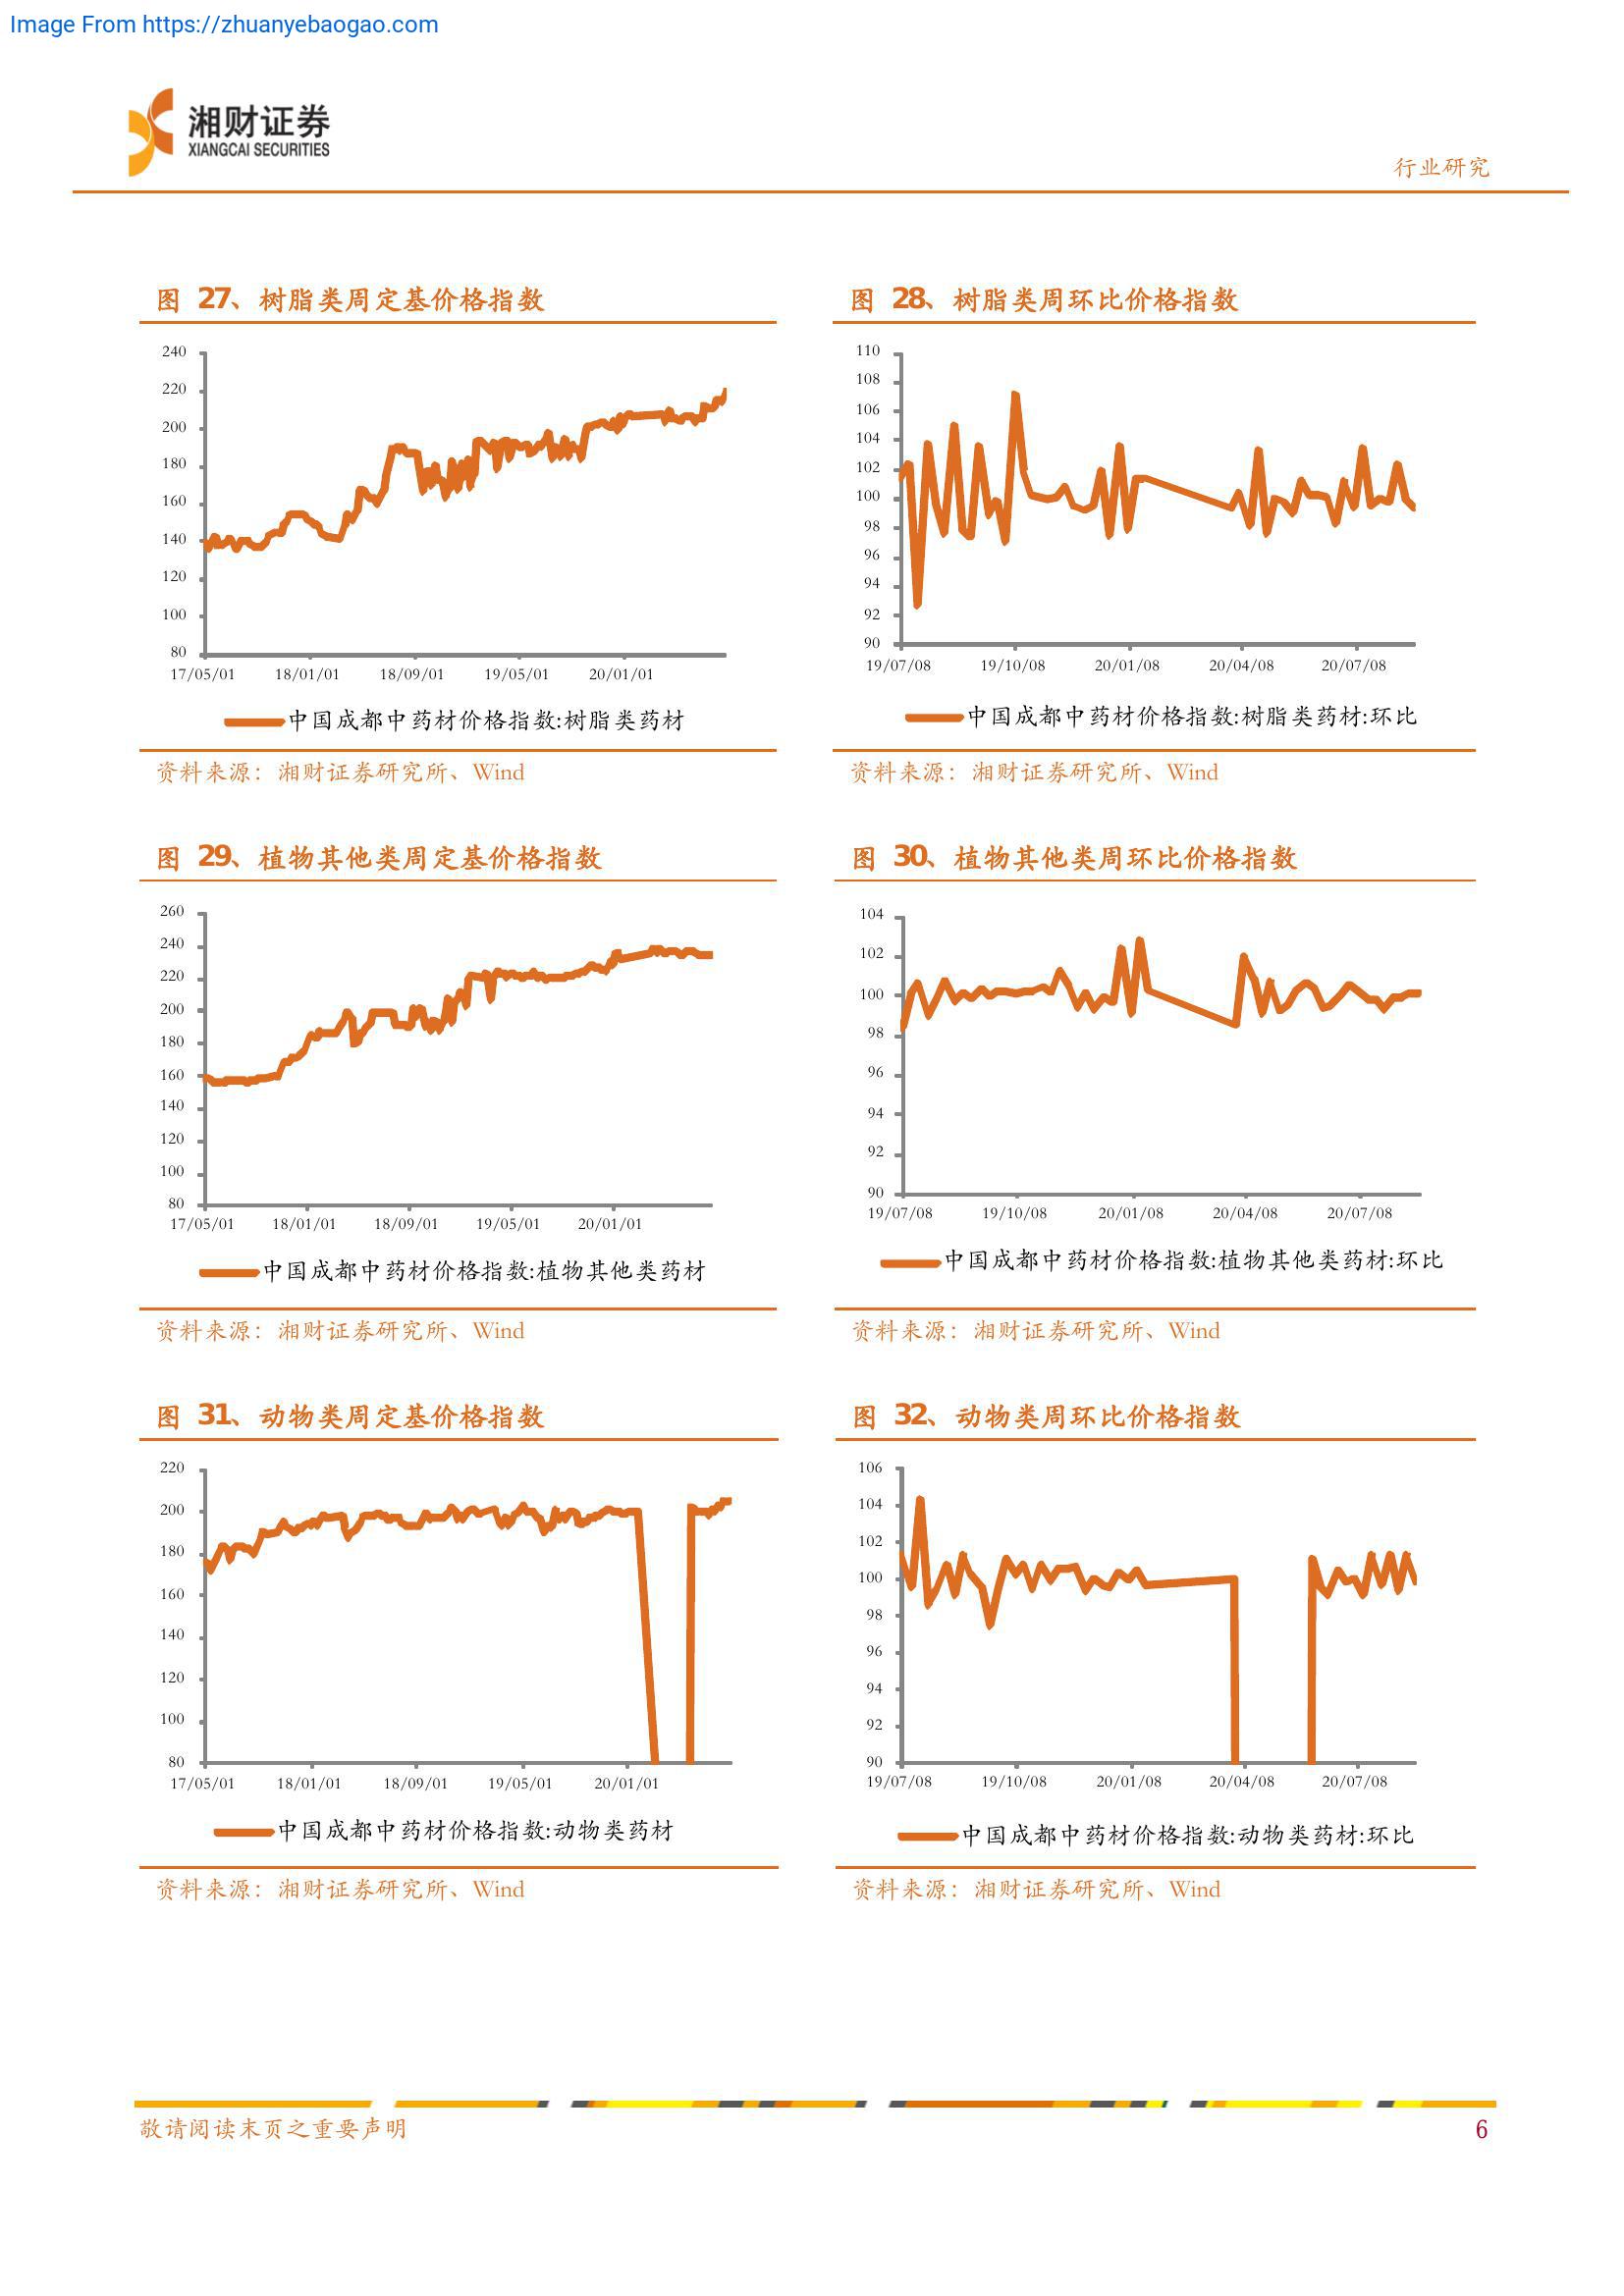 Image From https://zhuanyebaogao.com
湘财证券
XIANGCAI SECURITIES
行业研究
图 27、树脂类周定基价格指数
240
220
200
180
160
140
120
100
80
17/05/01 18/01/01 18/09/01 19/05/01 20/01/01
中国成都中药材价格指数:树脂类药材
资料来源：湘财证券研究所、Wind
图 28、树脂类周环比价格指数
110
108
106
104
102
100
98
96
94
92
90
19/07/08 19/10/08 20/01/08 20/04/08 20/07/08
中国成都中药材价格指数:树脂类药材:环比
资料来源：湘财证券研究所、Wind
图 29、植物其他类周定基价格指数
260
240
220
200
180
160
140
120
100
80
17/05/01 18/01/01 18/09/01 19/05/01 20/01/01
中国成都中药材价格指数:植物其他类药材
资料来源：湘财证券研究所、Wind
图 30、植物其他类周环比价格指数
104
102
100
98
96
94
92
90
19/07/08 19/10/08 20/01/08 20/04/08 20/07/08
中国成都中药材价格指数:植物其他类药材:环比
资料来源：湘财证券研究所、Wind
图 31、动物类周定基价格指数
220
200
180
160
140
120
100
80
17/05/01 18/01/01 18/09/01 19/05/01 20/01/01
中国成都中药材价格指数:动物类药材
资料来源：湘财证券研究所、Wind
图 32、动物类周环比价格指数
106
104
102
100
98
96
94
92
90
19/07/08 19/10/08 20/01/08 20/04/08 20/07/08
中国成都中药材价格指数:动物类药材:环比
资料来源：湘财证券研究所、Wind
敬请阅读末页之重要声明
6